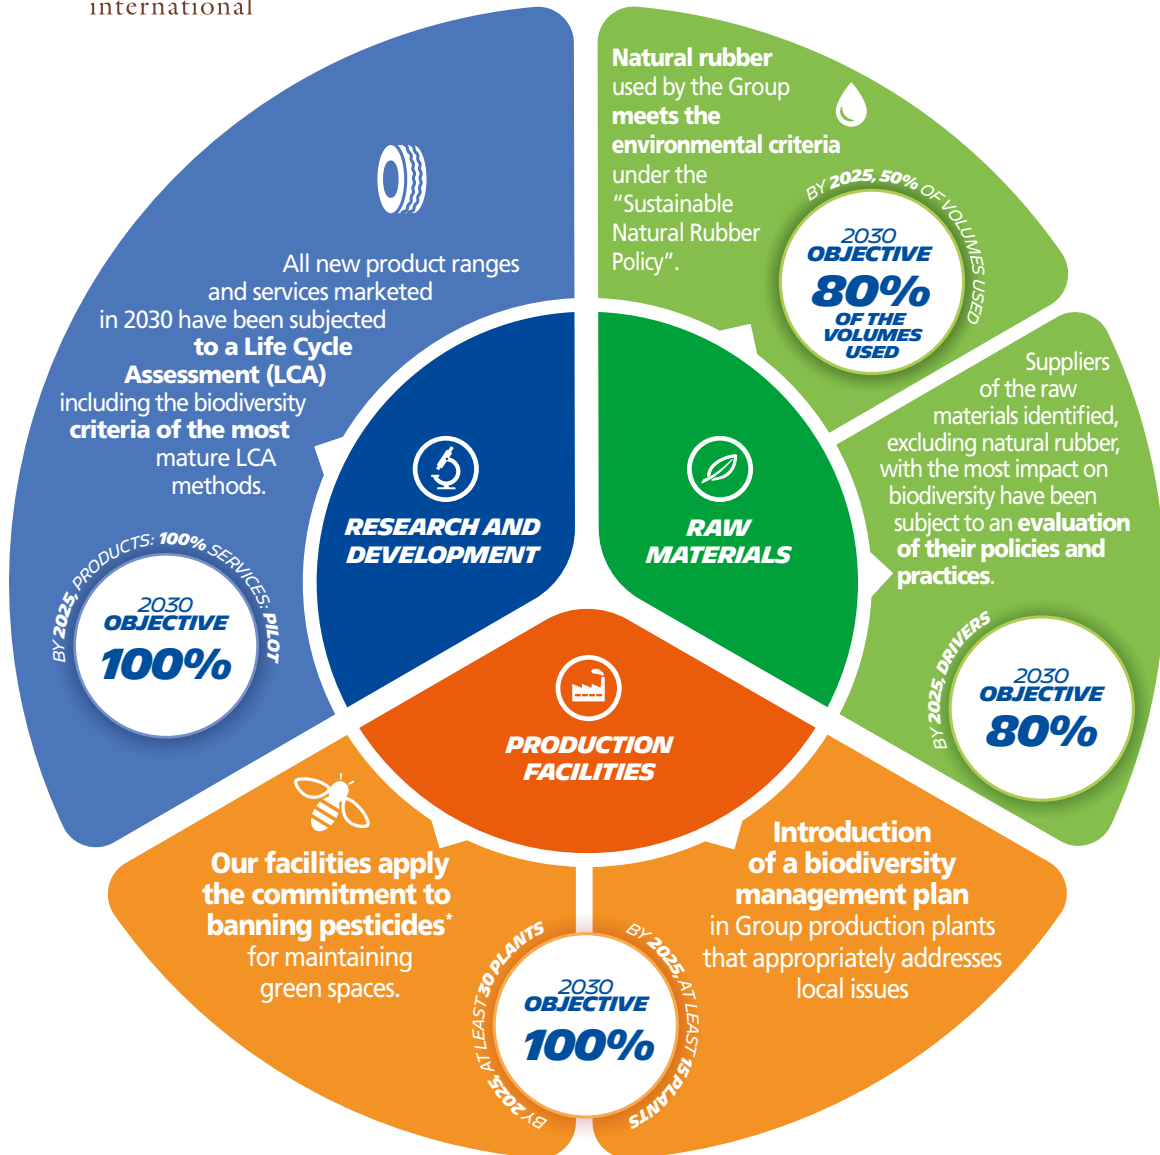 international
All new product ranges
and services marketed
in 2030 have been subjected
to a Life Cycle
Assessment (LCA)
including the biodiversity
criteria of the most
mature LCA
methods.
BY 2025, PRODUCTS: 100% SERVICES: PILOT
2030
OBJECTIVE
100%
RESEARCH AND
DEVELOPMENT
Natural rubber
used by the Group
meets the
environmental criteria
under the
“Sustainable
Natural Rubber
Policy”.
BY 2025, 50% OF VOLUMES USED
2030
OBJECTIVE
80%
OF THE
VOLUMES
USED
RAW
MATERIALS
Suppliers
of the raw
materials identified,
excluding natural rubber,
with the most impact on
biodiversity have been
subject to an evaluation
of their policies and
practices.
BY 2025, DRIVERS
2030
OBJECTIVE
80%
PRODUCTION
FACILITIES
Our facilities apply
the commitment to
banning pesticides*
for maintaining
green spaces.
BY 2025, AT LEAST 30 PLANTS
2030
OBJECTIVE
100%
BY 2025, AT LEAST 15 PLANTS
Introduction
of a biodiversity
management plan
in Group production plants
that appropriately addresses
local issues